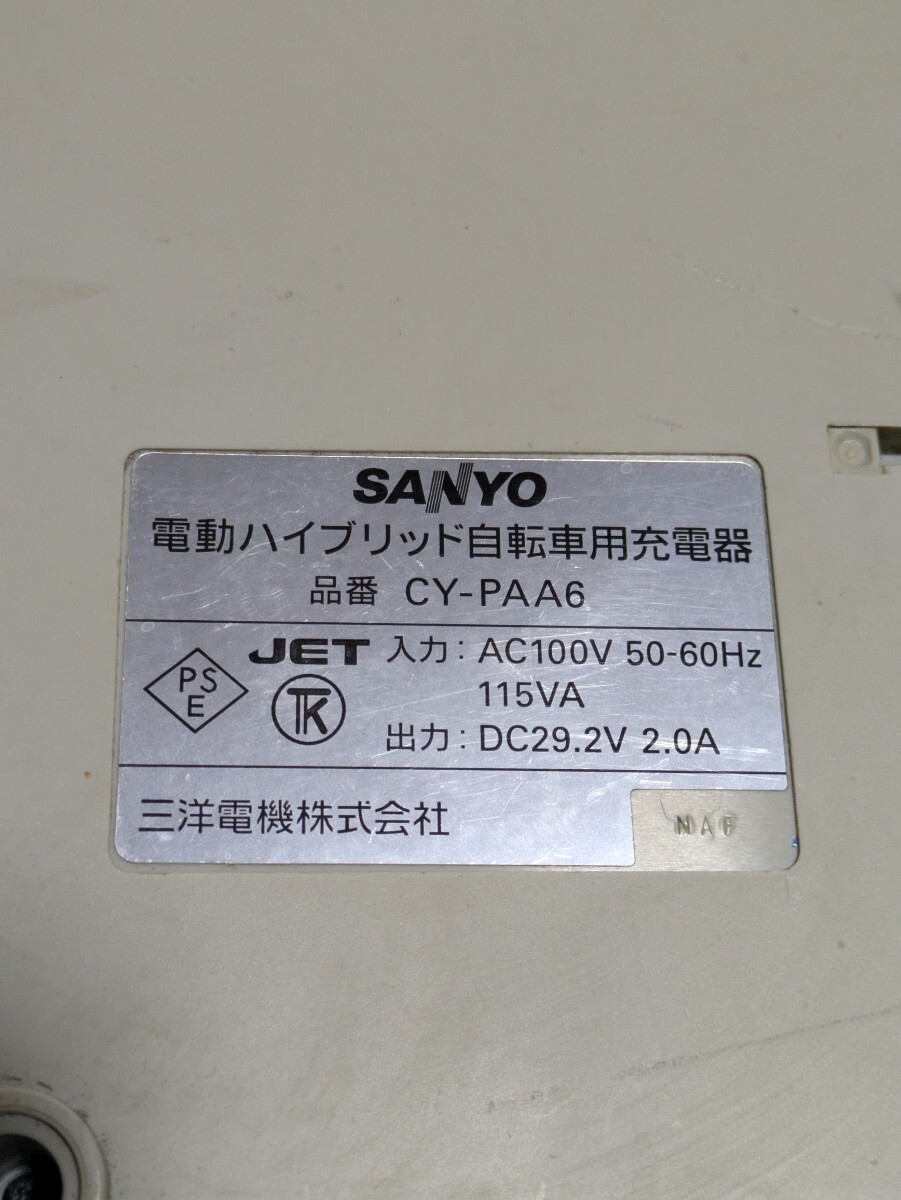 SANYO
電動ハイブリッド自転車用充電器
品番 CY-PAA6
PS
E
JET
TK
入力: AC100V 50-60Hz
115VA
出力: DC29.2V 2.0A
三洋電機株式会社